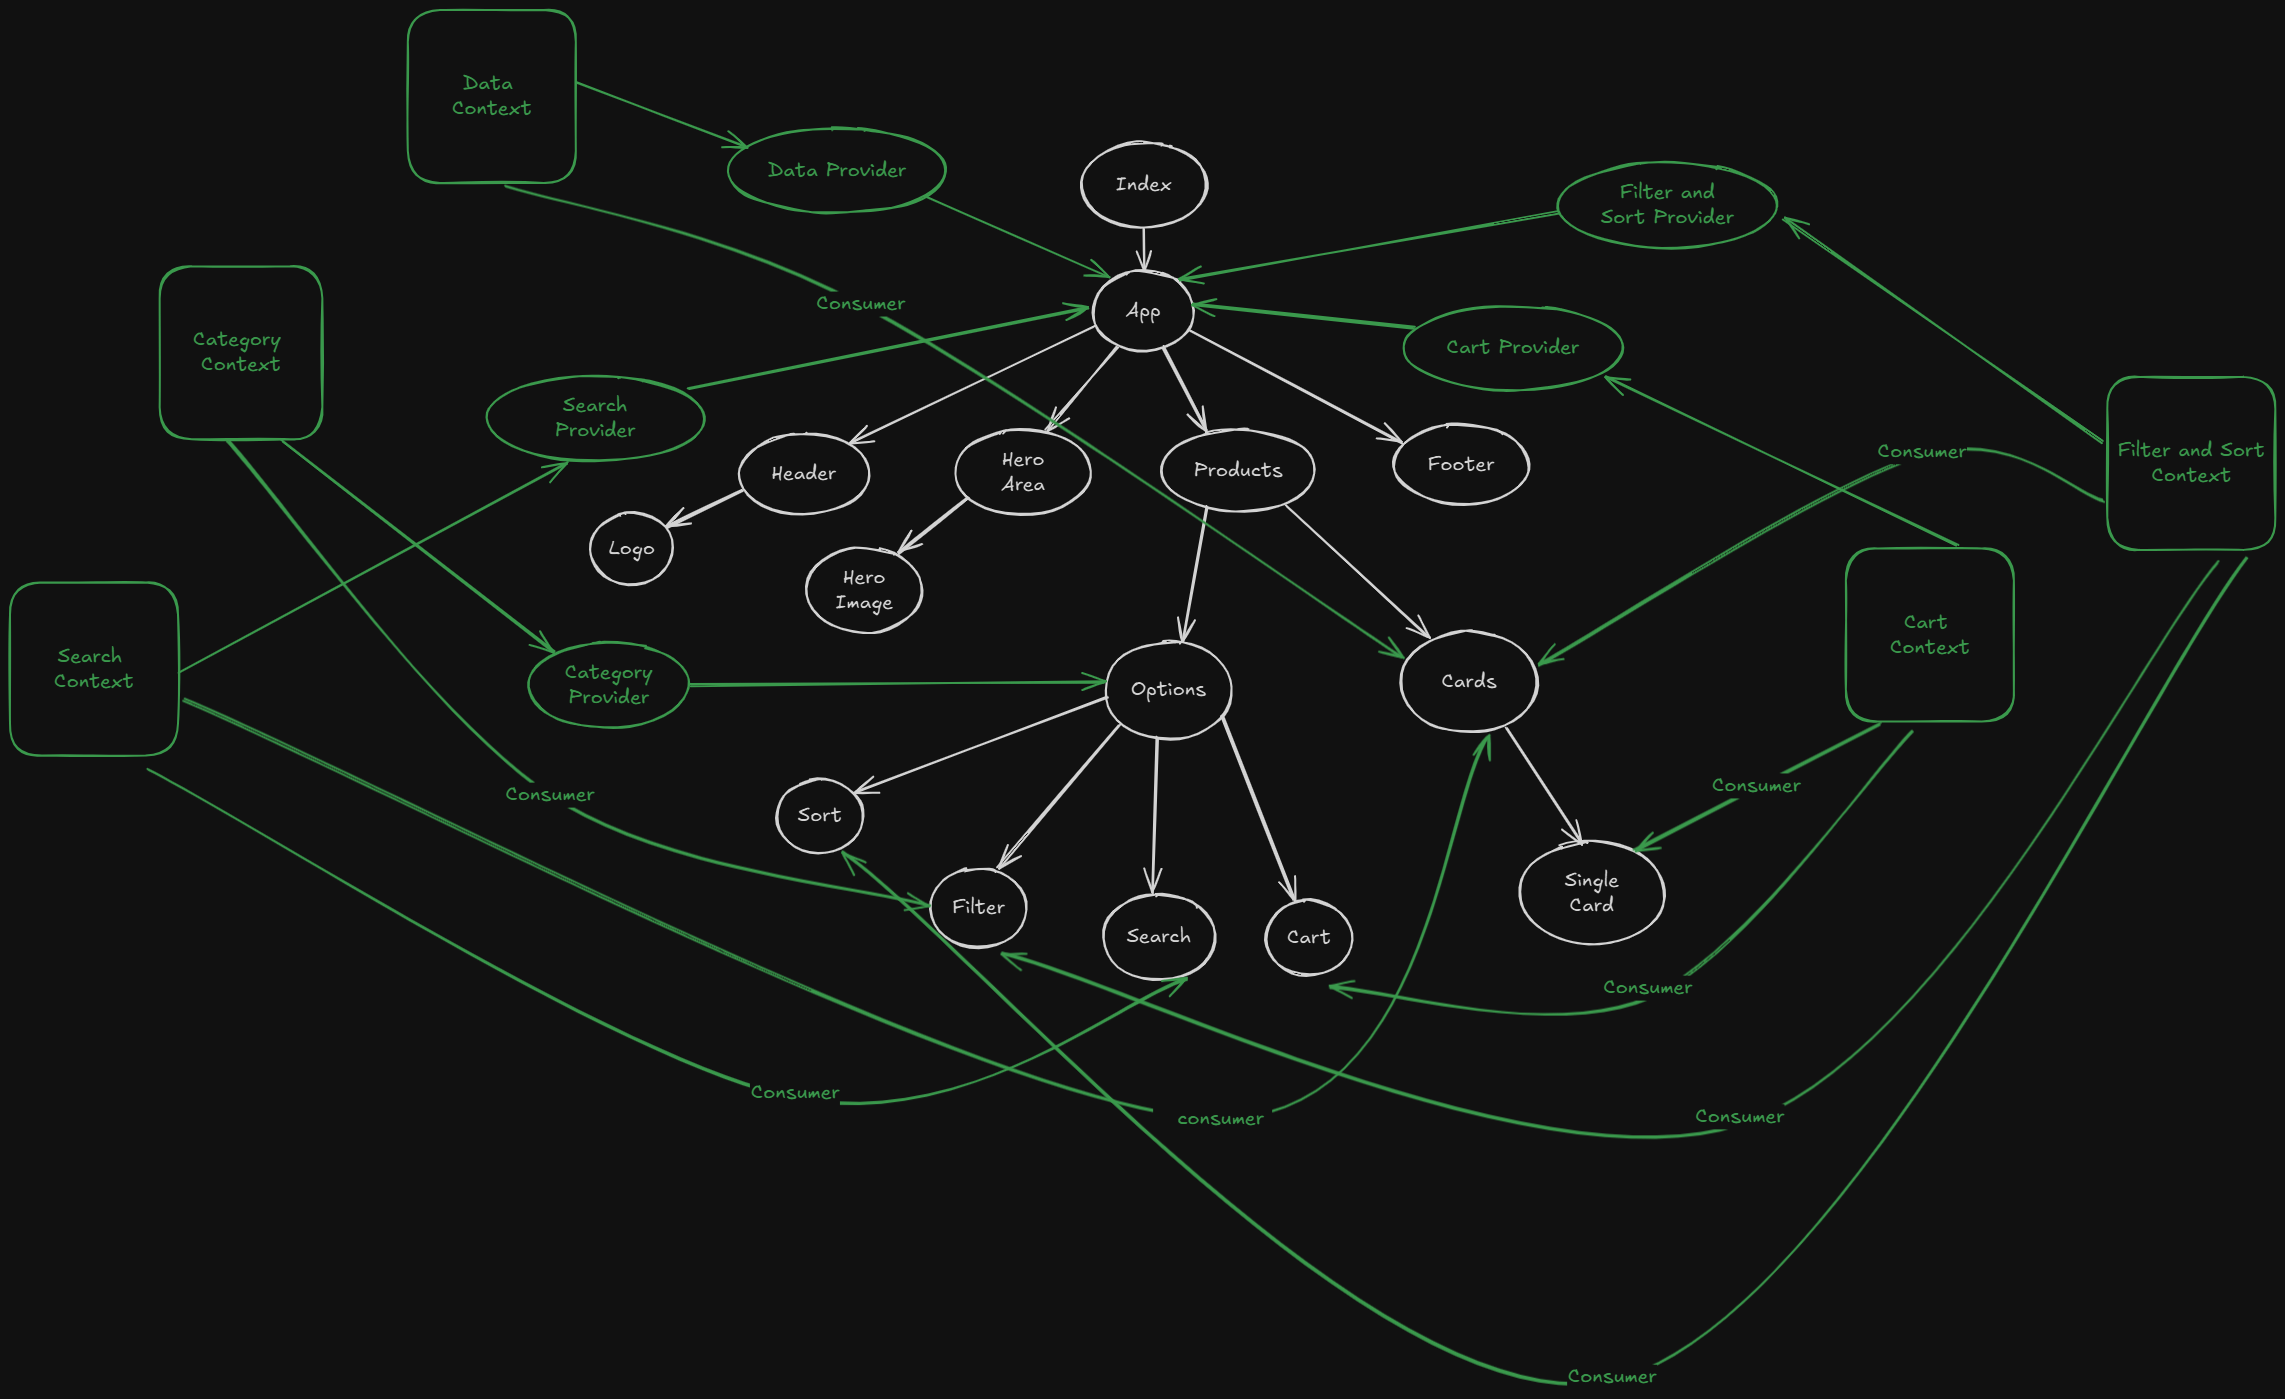 Data
Context
Data Provider
Index
Filter and
Sort Provider
Consumer
App
Category
Context
Cart Provider
Search
Provider
Header
Hero
Area
Products
Footer
Consumer
Filter and Sort
Context
Logo
Hero
Image
Search
Context
Category
Provider
Options
Cards
Cart
Context
Consumer
Sort
Consumer
Filter
Search
Cart
Single
Card
Consumer
Consumer
consumer
Consumer
Consumer